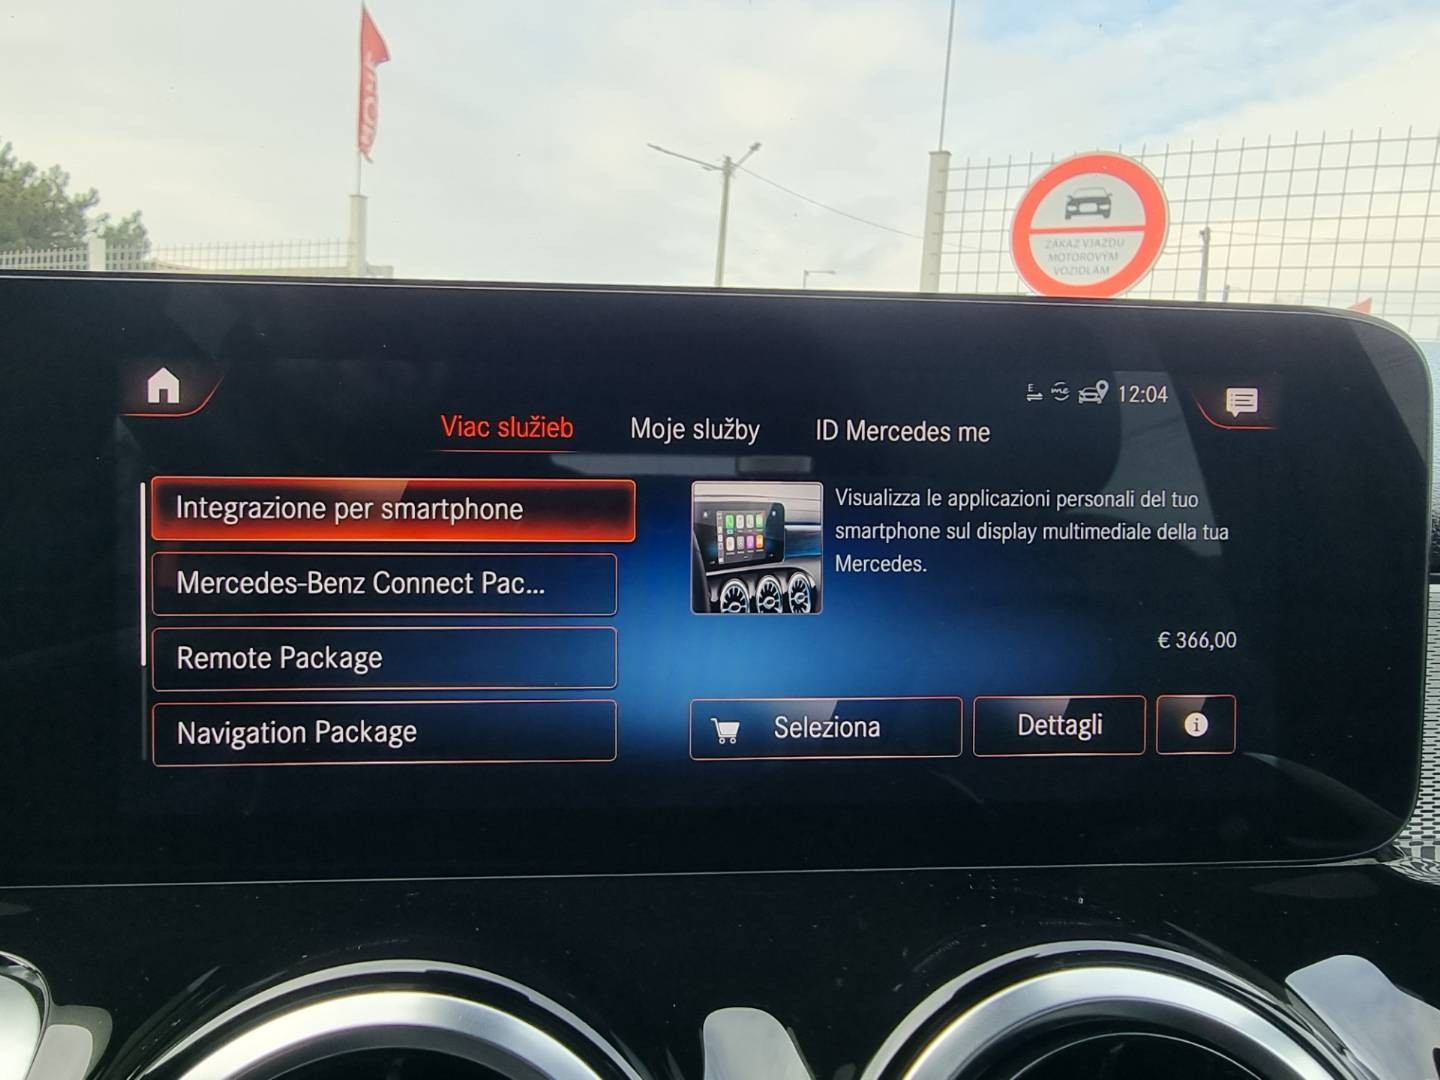 HONDA
ZÁKAZ VJAZDU
MOTOROVÝM
VOZIDLÁM
E
me
12:04
Viac služieb
Moje služby
ID Mercedes me
Integrazione per smartphone
Mercedes-Benz Connect Pac...
Remote Package
Navigation Package
Visualizza le applicazioni personali del tuo
smartphone sul display multimediale della tua
Mercedes.
€ 366,00
Seleziona
Dettagli